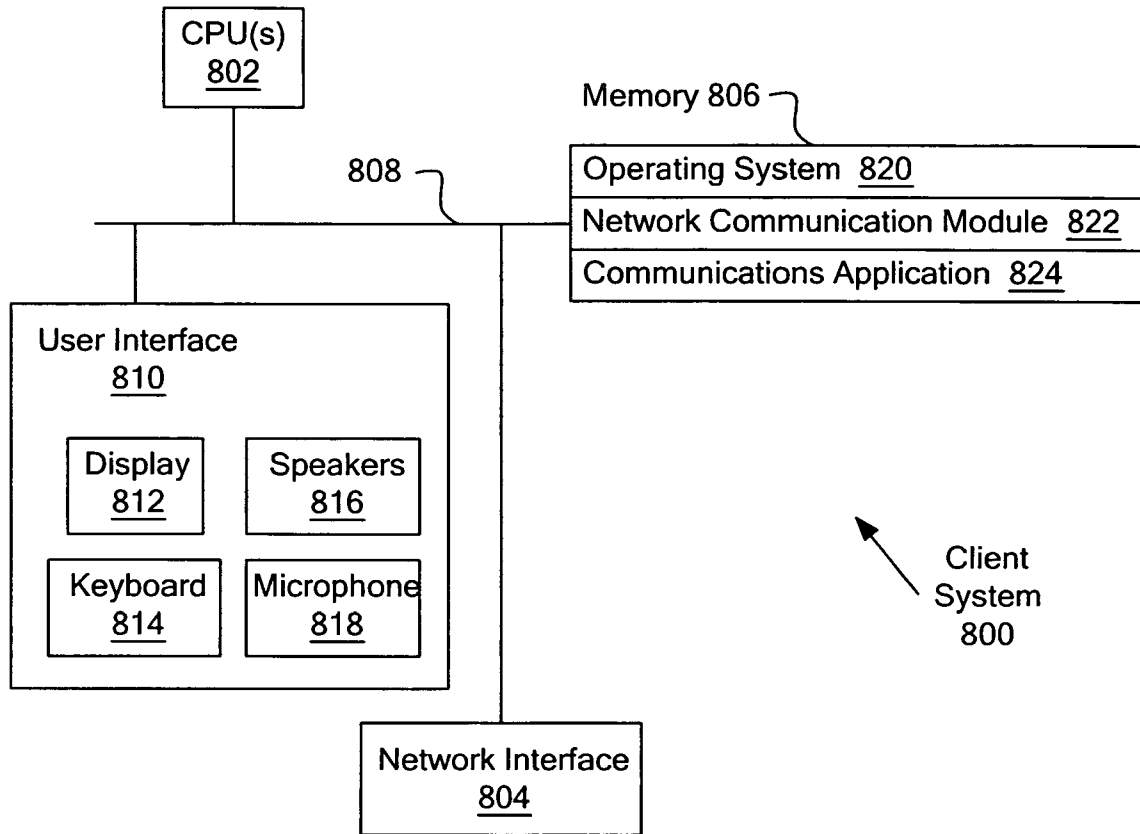 CPU(s)
802
Memory 806
808
Operating System 820
Network Communication Module 822
Communications Application 824
User Interface
810
Display
812
Speakers
816
Keyboard
814
Microphone
818
Client
System
800
Network Interface
804